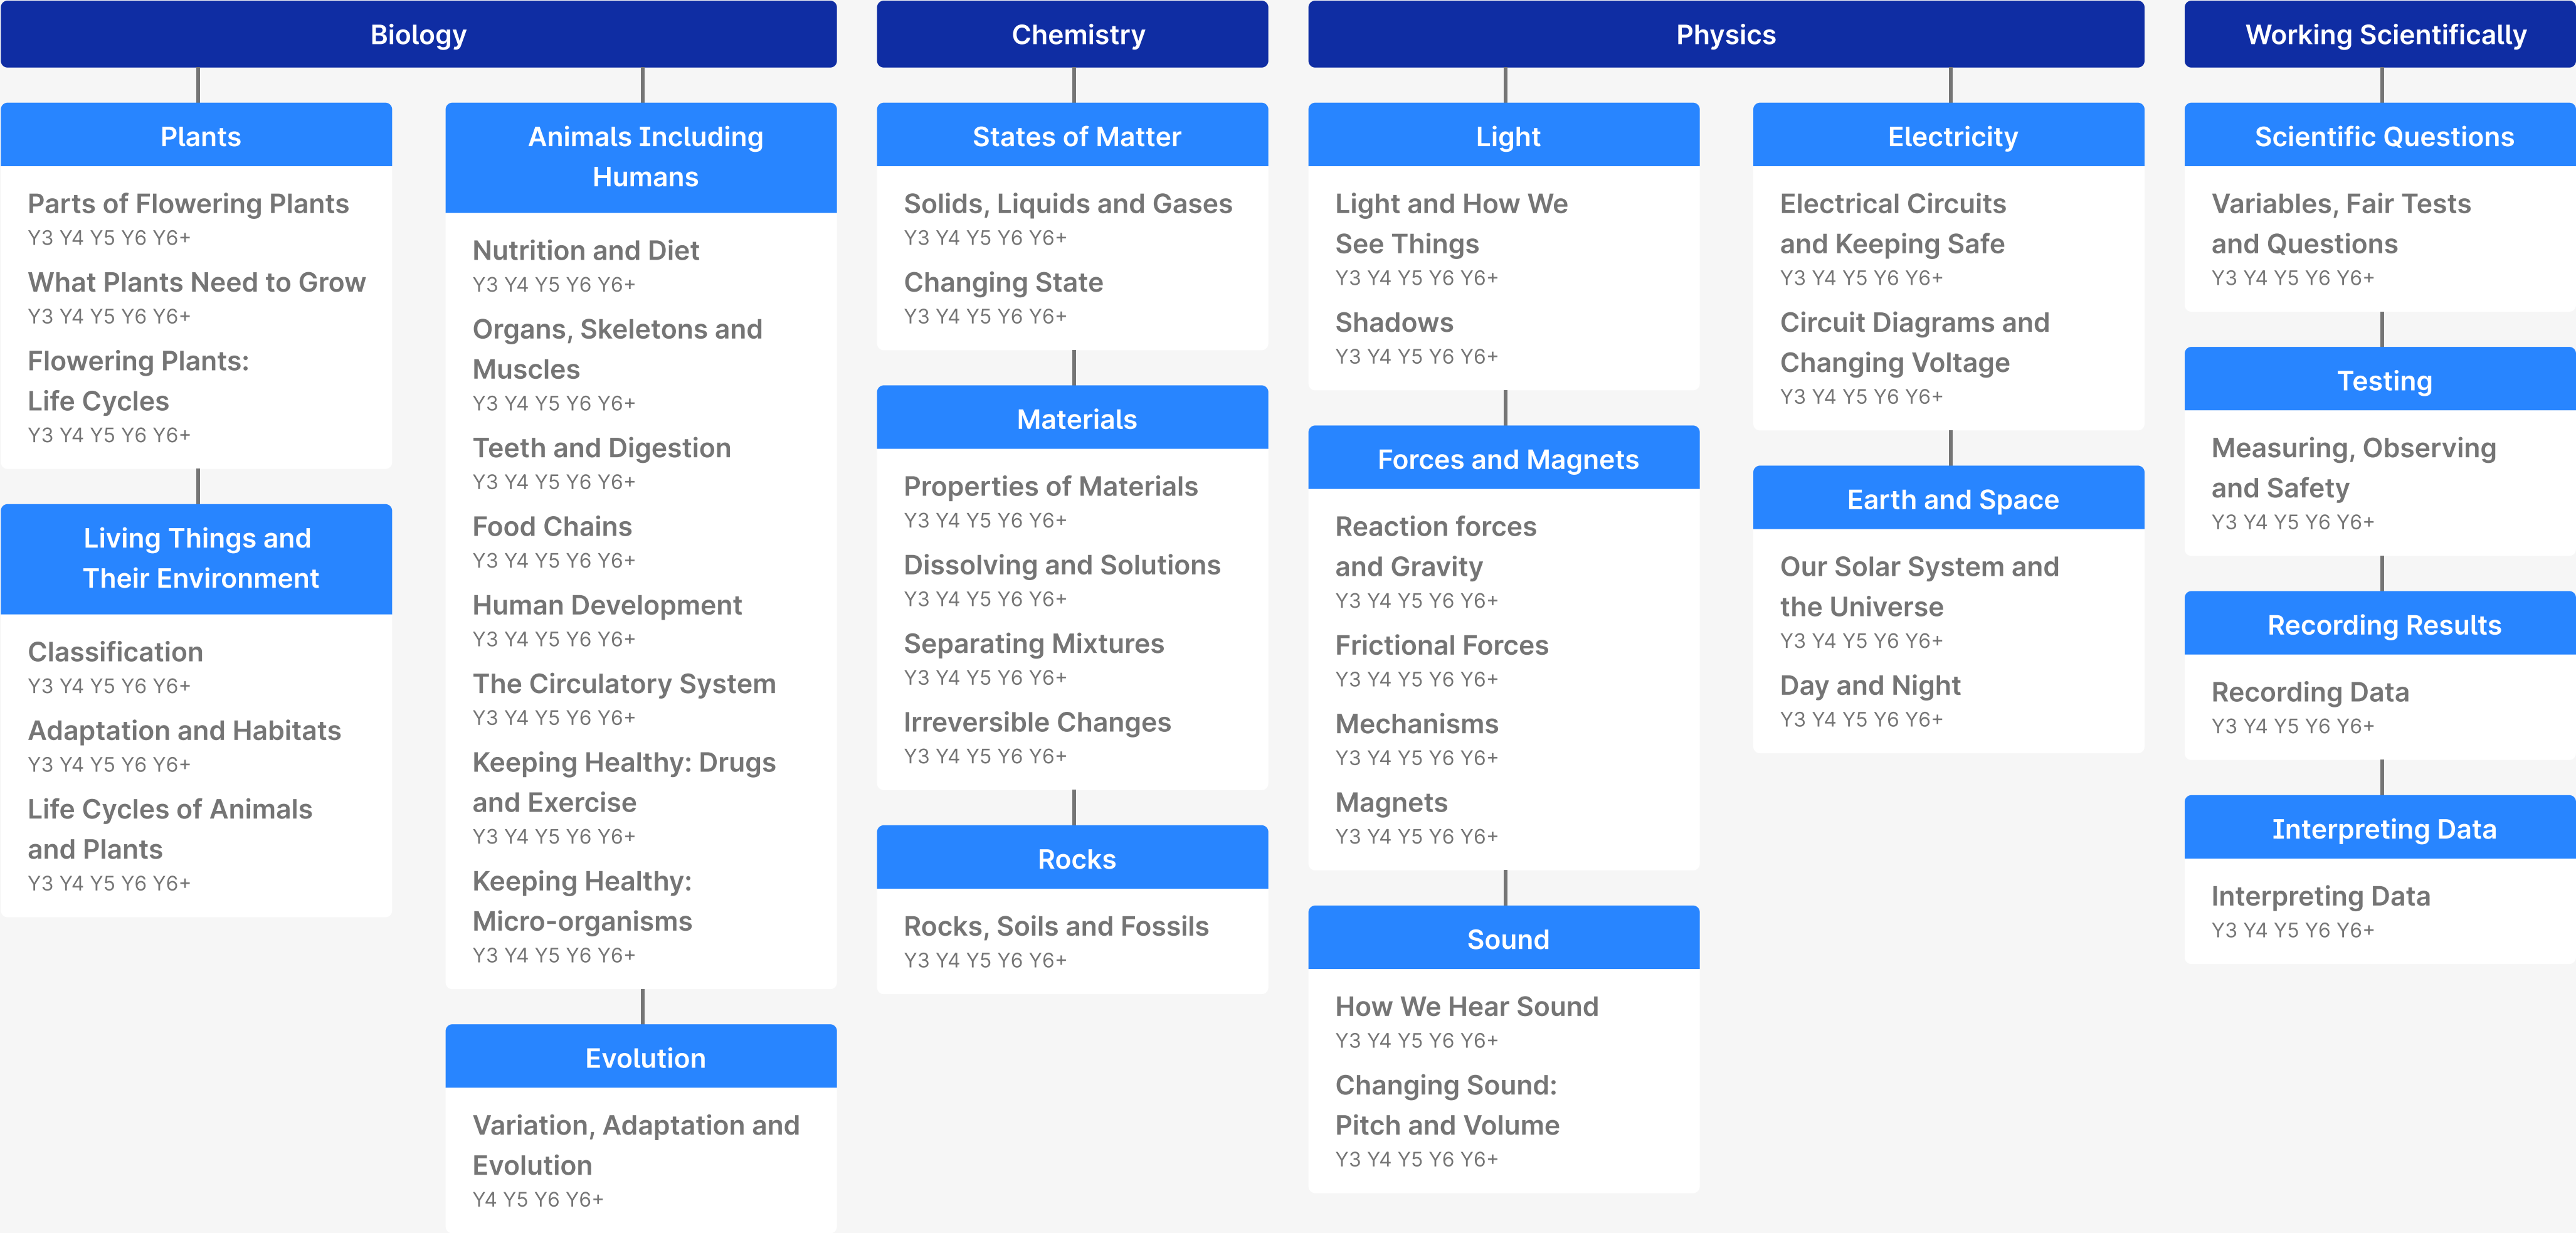 Biology
Plants
Parts of Flowering Plants
Y3 Y4 Y5 Y6 Y6+
What Plants Need to Grow
Y3 Y4 Y5 Y6 Y6+
Flowering Plants:
Life Cycles
Y3 Y4 Y5 Y6 Y6+
Living Things and
Their Environment
Classification
Y3 Y4 Y5 Y6 Y6+
Adaptation and Habitats
Y3 Y4 Y5 Y6 Y6+
Life Cycles of Animals
and Plants
Y3 Y4 Y5 Y6 Y6+
Animals Including
Humans
Nutrition and Diet
Y3 Y4 Y5 Y6 Y6+
Organs, Skeletons and
Muscles
Y3 Y4 Y5 Y6 Y6+
Teeth and Digestion
Y3 Y4 Y5 Y6 Y6+
Food Chains
Y3 Y4 Y5 Y6 Y6+
Human Development
Y3 Y4 Y5 Y6 Y6+
The Circulatory System
Y3 Y4 Y5 Y6 Y6+
Keeping Healthy: Drugs
and Exercise
Y3 Y4 Y5 Y6 Y6+
Keeping Healthy:
Micro-organisms
Y3 Y4 Y5 Y6 Y6+
Evolution
Variation, Adaptation and
Evolution
Y4 Y5 Y6 Y6+
Chemistry
States of Matter
Solids, Liquids and Gases
Y3 Y4 Y5 Y6 Y6+
Changing State
Y3 Y4 Y5 Y6 Y6+
Materials
Properties of Materials
Y3 Y4 Y5 Y6 Y6+
Dissolving and Solutions
Y3 Y4 Y5 Y6 Y6+
Separating Mixtures
Y3 Y4 Y5 Y6 Y6+
Irreversible Changes
Y3 Y4 Y5 Y6 Y6+
Rocks
Rocks, Soils and Fossils
Y3 Y4 Y5 Y6 Y6+
Physics
Light
Light and How We
See Things
Y3 Y4 Y5 Y6 Y6+
Shadows
Y3 Y4 Y5 Y6 Y6+
Forces and Magnets
Reaction forces
and Gravity
Y3 Y4 Y5 Y6 Y6+
Frictional Forces
Y3 Y4 Y5 Y6 Y6+
Mechanisms
Y3 Y4 Y5 Y6 Y6+
Magnets
Y3 Y4 Y5 Y6 Y6+
Sound
How We Hear Sound
Y3 Y4 Y5 Y6 Y6+
Changing Sound:
Pitch and Volume
Y3 Y4 Y5 Y6 Y6+
Electricity
Electrical Circuits
and Keeping Safe
Y3 Y4 Y5 Y6 Y6+
Circuit Diagrams and
Changing Voltage
Y3 Y4 Y5 Y6 Y6+
Earth and Space
Our Solar System and
the Universe
Y3 Y4 Y5 Y6 Y6+
Day and Night
Y3 Y4 Y5 Y6 Y6+
Working Scientifically
Scientific Questions
Variables, Fair Tests
and Questions
Y3 Y4 Y5 Y6 Y6+
Testing
Measuring, Observing
and Safety
Y3 Y4 Y5 Y6 Y6+
Recording Results
Recording Data
Y3 Y4 Y5 Y6 Y6+
Interpreting Data
Interpreting Data
Y3 Y4 Y5 Y6 Y6+